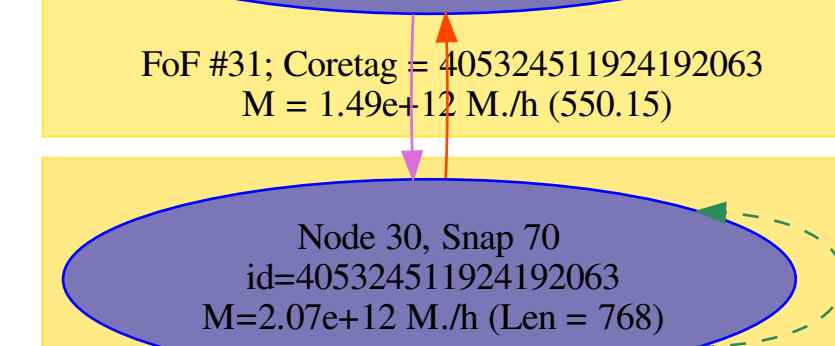 FoF #31; Coretag = 405324511924192063
M = 1.49e+12 M./h (550.15)
Node 30, Snap 70
id=405324511924192063
M=2.07e+12 M./h (Len = 768)